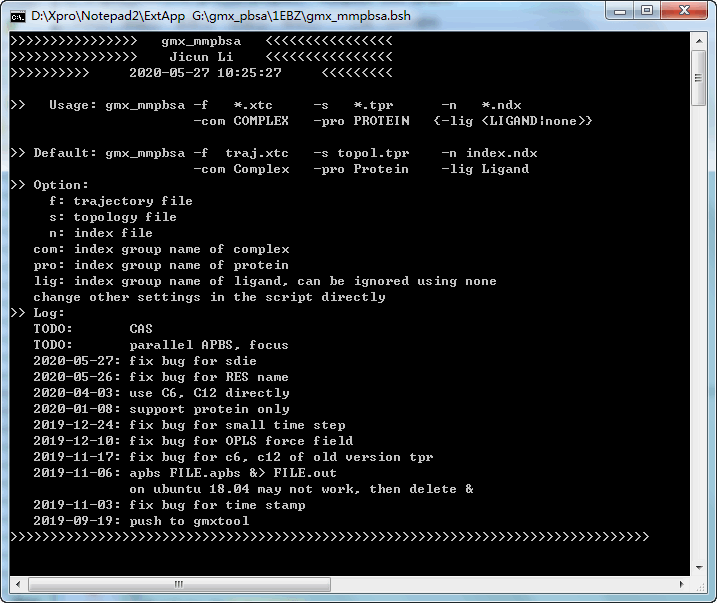 D:\Xpro\Notepad2\ExtApp  G:\gmx_pbsa\1EBZ\gmx_mmpbsa.bsh
>>>>>>>>>>>>>>>>   gmx_mmpbsa   <<<<<<<<<<<<<<<<
>>>>>>>>>>>>>>>>    Jicun Li    <<<<<<<<<<<<<<<<
>>>>>>>>>>     2020-05-27 10:25:27     <<<<<<<<<
>>   Usage: gmx_mmpbsa -f   *.xtc     -s   *.tpr      -n   *.ndx
                       -com COMPLEX   -pro PROTEIN   {-lig <LIGAND|none>}
>> Default: gmx_mmpbsa -f  traj.xtc   -s topol.tpr    -n index.ndx
                       -com Complex   -pro Protein    -lig Ligand
>> Option:
     f: trajectory file
     s: topology file
     n: index file
   com: index group name of complex
   pro: index group name of protein
   lig: index group name of ligand, can be ignored using none
   change other settings in the script directly
>> Log:
   TODO:       CAS
   TODO:       parallel APBS, focus
   2020-05-27: fix bug for sdie
   2020-05-26: fix bug for RES name
   2020-04-03: use C6, C12 directly
   2020-01-08: support protein only
   2019-12-24: fix bug for small time step
   2019-12-10: fix bug for OPLS force field
   2019-11-17: fix bug for c6, c12 of old version tpr
   2019-11-06: apbs FILE.apbs &> FILE.out
               on ubuntu 18.04 may not work, then delete &
   2019-11-03: fix bug for time stamp
   2019-09-19: push to gmxtool
>>>>>>>>>>>>>>>>>>>>>>>>>>>>>>>>>>>>>>>>>>>>>>>>>>>>>>>>>>>>>>>>>>>>>>>>>>>>>>>>